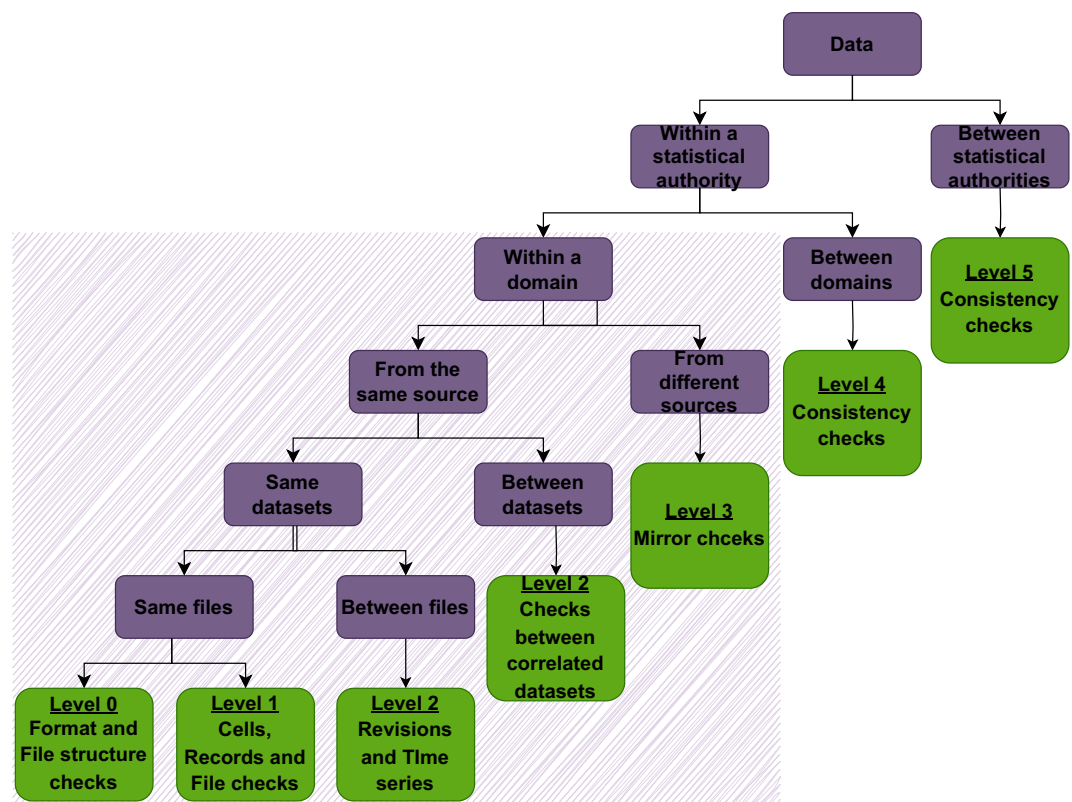 Data
Within a
statistical
authority
Between
statistical
authorities
Within a
domain
Between
domains
Level 5
Consistency
checks
From the
same source
From
different
sources
Level 4
Consistency
checks
Same
datasets
Between
datasets
Level 3
Mirror chceks
Same files
Between files
Level 2
Checks
between
correlated
datasets
Level 0
Format and
File structure
checks
Level 1
Cells,
Records and
File checks
Level 2
Revisions
and TIme
series